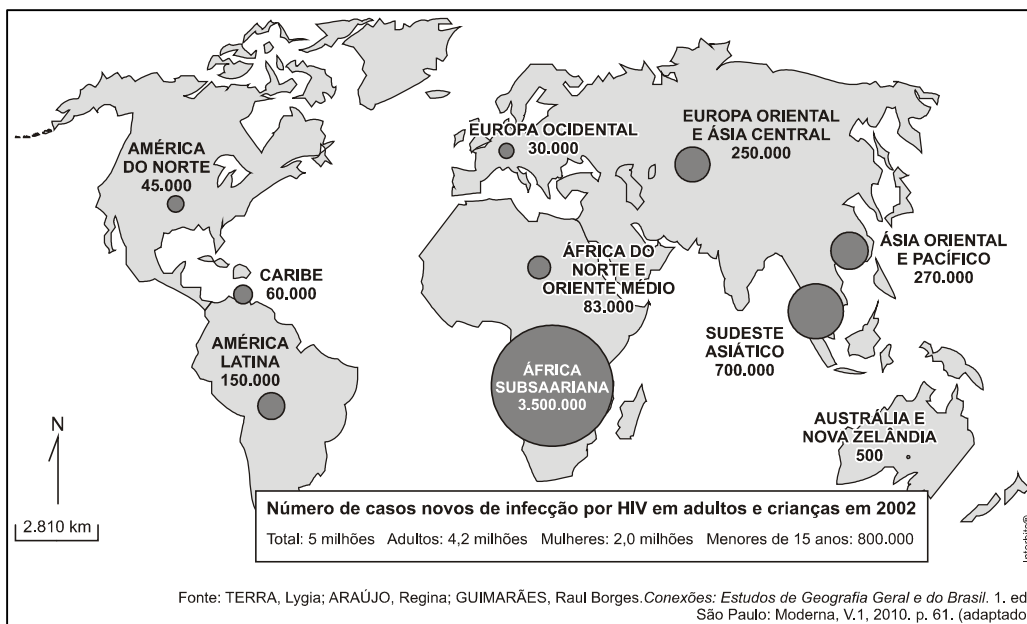 AMÉRICA
DO NORTE
45.000
EUROPA OCIDENTAL
30.000
EUROPA ORIENTAL
E ÁSIA CENTRAL
250.000
CARIBE
60.000
ÁFRICA DO
NORTE E
ORIENTE MÉDIO
83.000
ÁSIA ORIENTAL
E PACÍFICO
270.000
AMÉRICA
LATINA
150.000
ÁFRICA
SUBSAARIANA
3.500.000
SUDESTE
ASIÁTICO
700.000
AUSTRÁLIA E
NOVA ZELÂNDIA
500
N
2.810 km
Número de casos novos de infecção por HIV em adultos e crianças em 2002
Total: 5 milhões Adultos: 4,2 milhões Mulheres: 2,0 milhões Menores de 15 anos: 800.000
Fonte: TERRA, Lygia; ARAÚJO, Regina; GUIMARÃES, Raul Borges.Conexões: Estudos de Geografia Geral e do Brasil. 1. ed
São Paulo: Moderna, V.1, 2010. p. 61. (adaptado